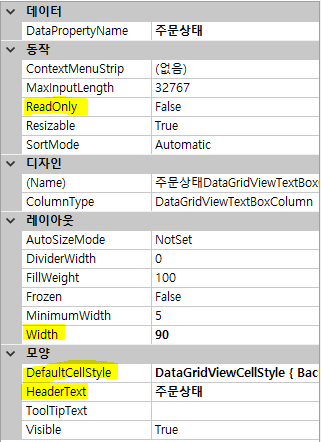 데이터
DataPropertyName 주문상태
동작
ContextMenuStrip (없음)
MaxInputLength 32767
ReadOnly False
Resizable True
SortMode Automatic
디자인
(Name) 주문상태DataGridViewTextBox
ColumnType DataGridViewTextBoxColumn
레이아웃
AutoSizeMode NotSet
DividerWidth 0
FillWeight 100
Frozen False
MinimumWidth 5
Width 90
모양
DefaultCellStyle DataGridViewCellStyle { Bac
HeaderText 주문상태
ToolTipText
Visible True